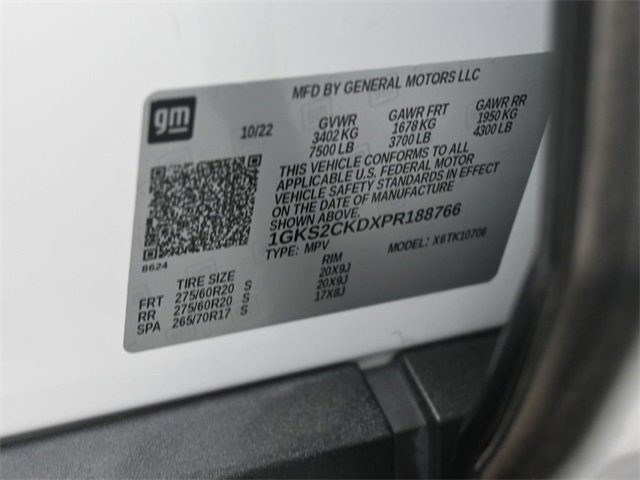 MFD BY GENERAL MOTORS LLC
gm
10/22
GVWR GAWR FRT GAWR RR
3402 KG 1678 KG 1950 KG
7500 LB 3700 LB 4300 LB
THIS VEHICLE CONFORMS TO ALL
APPLICABLE U.S. FEDERAL MOTOR
VEHICLE SAFETY STANDARDS IN EFFECT
ON THE DATE OF MANUFACTURE
SHOWN ABOVE.
1GKS2CKDXPR188766
TYPE: MPV MODEL: X6TK10706
8624
TIRE SIZE RIM
FRT 275/60R20 S 20X9J
RR 275/60R20 S 20X9J
SPA 265/70R17 S 17X8J